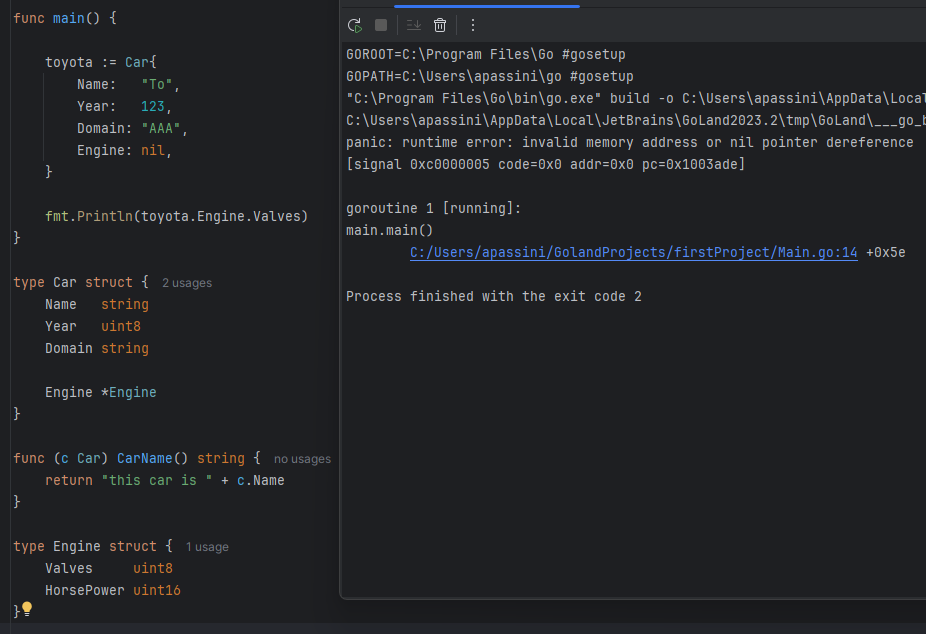 func main() {
toyota := Car{
Name:   "To",
Year:   123,
Domain: "AAA",
Engine: nil,
}
fmt.Println(toyota.Engine.Valves)
}
type Car struct {  2 usages
Name   string
Year   uint8
Domain string
Engine *Engine
}
func (c Car) CarName() string {  no usages
return "this car is " + c.Name
}
type Engine struct {  1 usage
Valves     uint8
HorsePower uint16
}
GOROOT=C:\Program Files\Go #gosetup
GOPATH=C:\Users\apassini\go #gosetup
"C:\Program Files\Go\bin\go.exe" build -o C:\Users\apassini\AppData\Local
C:\Users\apassini\AppData\Local\JetBrains\GoLand2023.2\tmp\GoLand\___go_b
panic: runtime error: invalid memory address or nil pointer dereference
[signal 0xc0000005 code=0x0 addr=0x0 pc=0x1003ade]
goroutine 1 [running]:
main.main()
C:/Users/apassini/GolandProjects/firstProject/Main.go:14 +0x5e
Process finished with the exit code 2